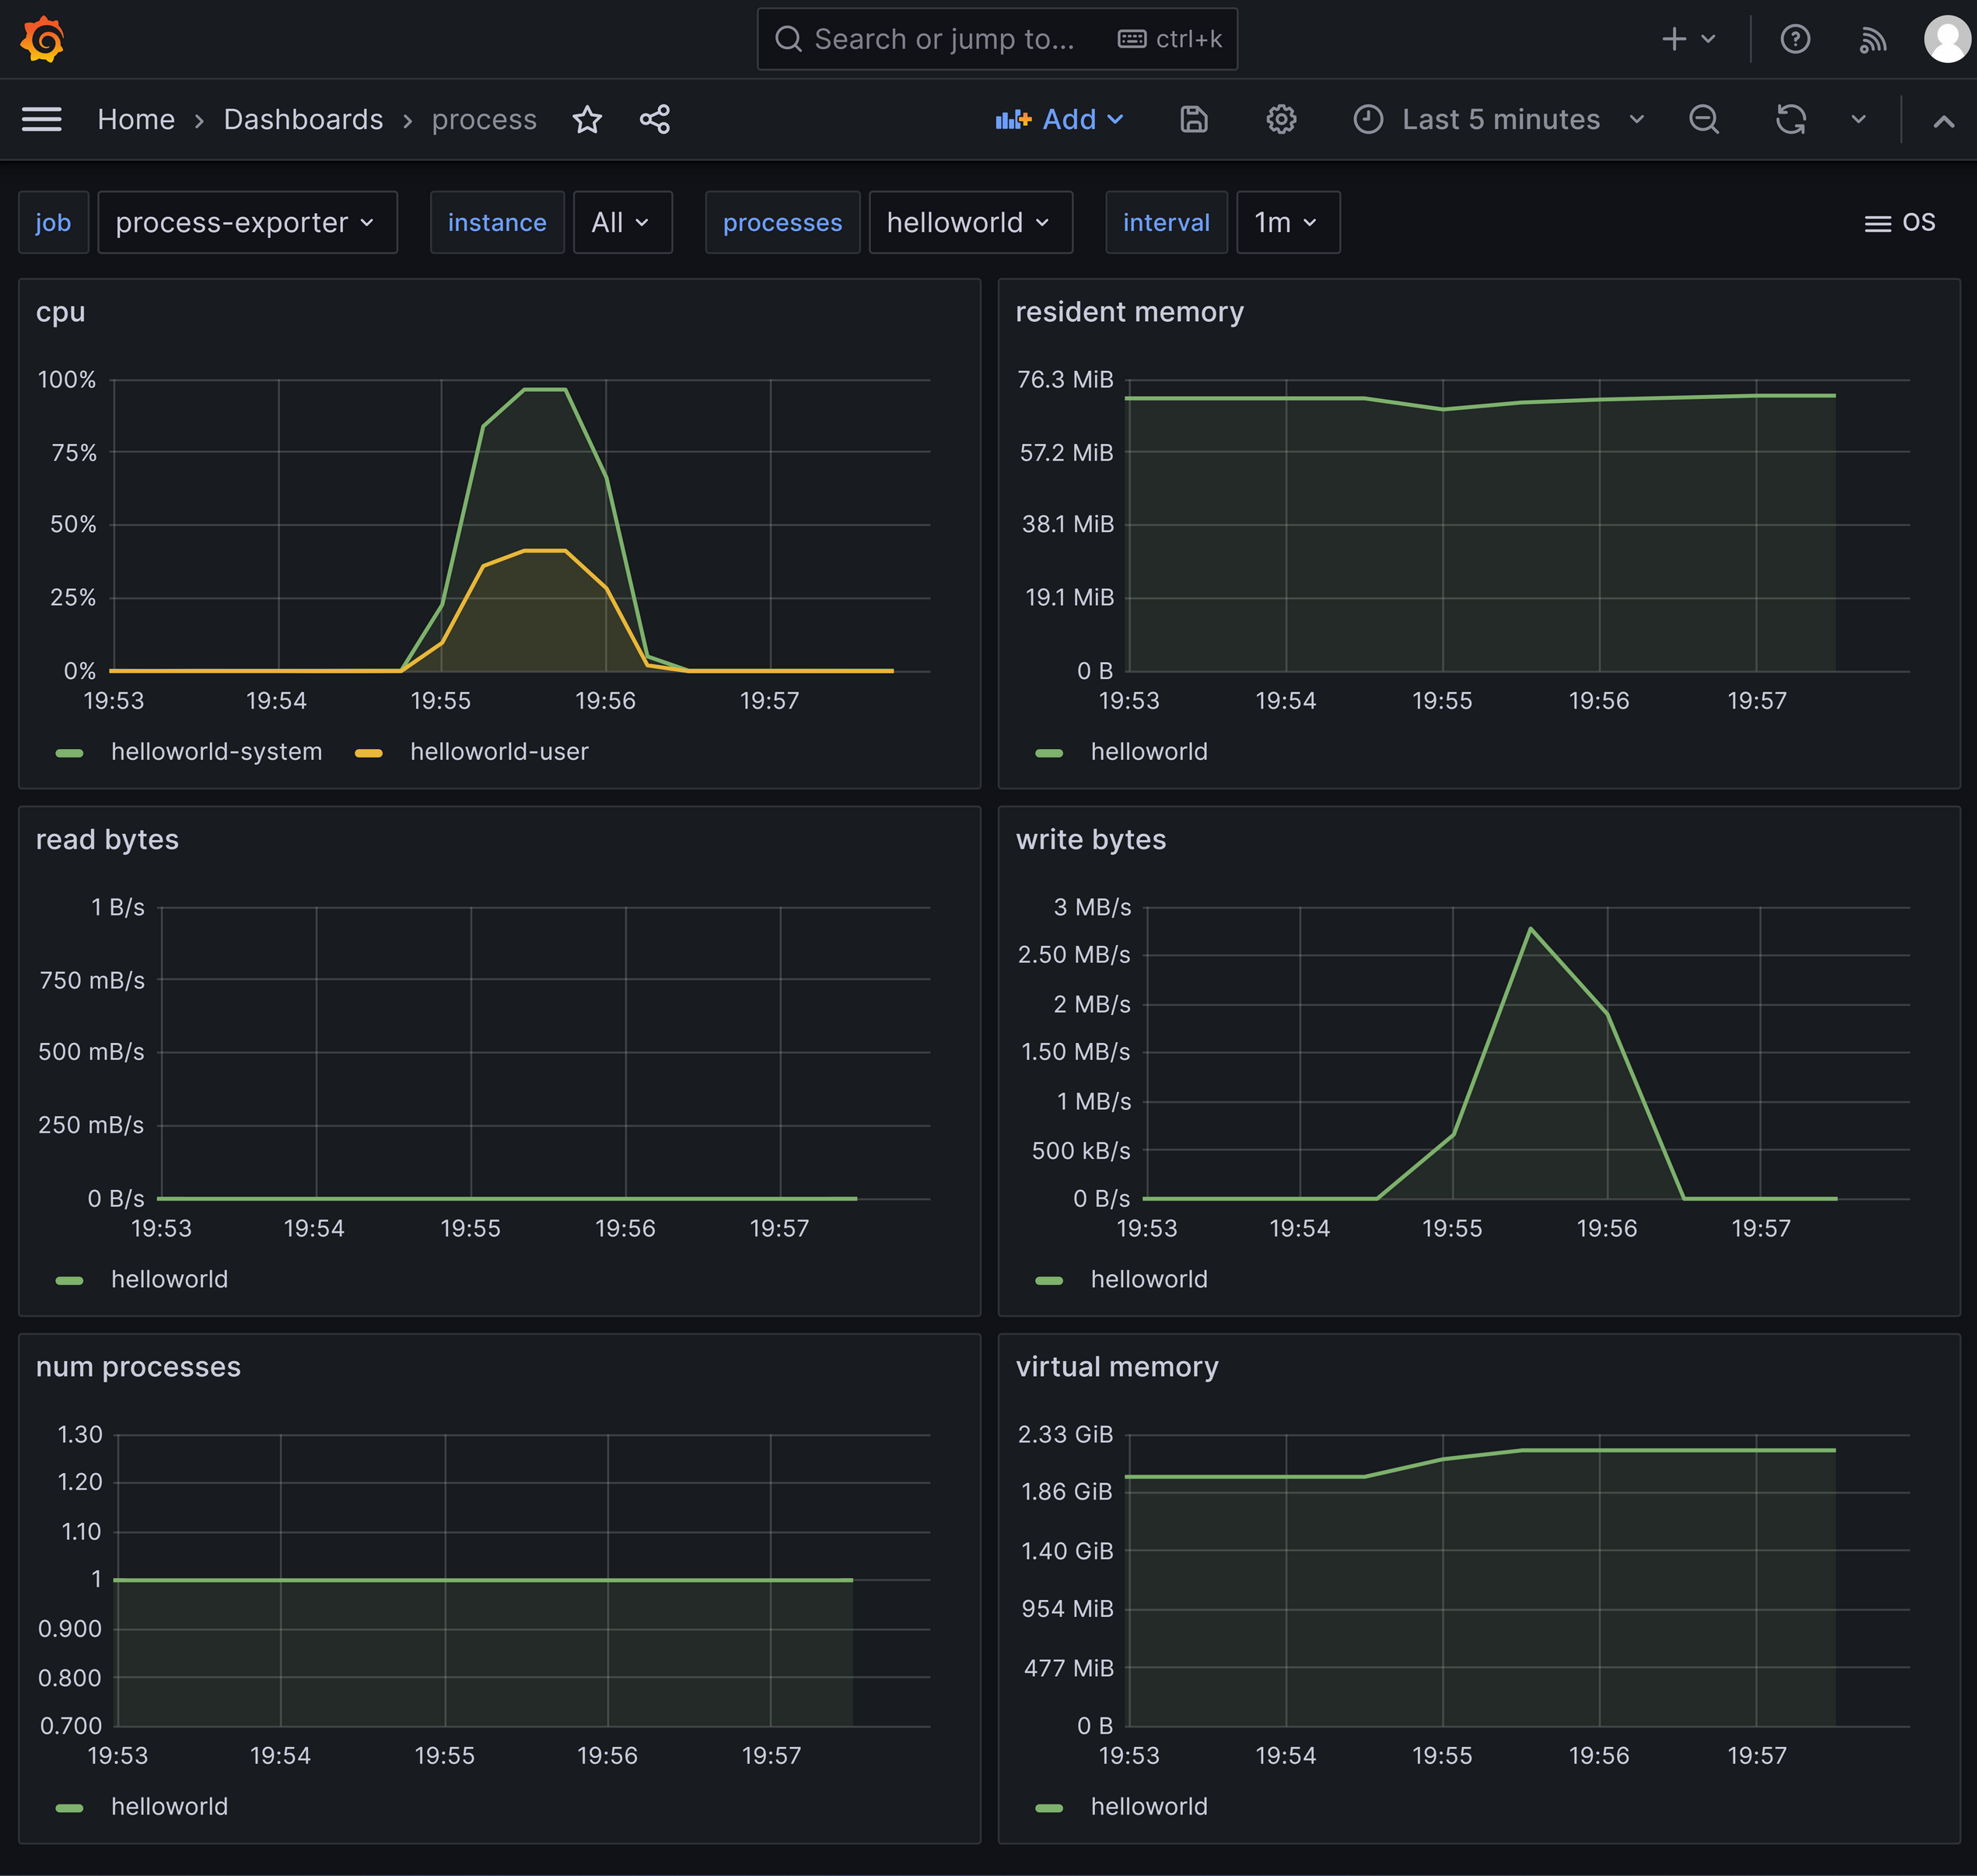 Search or jump to... ctrl+k
Home › Dashboards › process Add Last 5 minutes
job process-exporter instance All processes helloworld interval 1m OS
cpu
100%
75%
50%
25%
0%
19:53 19:54 19:55 19:56 19:57
helloworld-system helloworld-user
resident memory
76.3 MiB
57.2 MiB
38.1 MiB
19.1 MiB
0 B
19:53 19:54 19:55 19:56 19:57
helloworld
read bytes
1 B/s
750 mB/s
500 mB/s
250 mB/s
0 B/s
19:53 19:54 19:55 19:56 19:57
helloworld
write bytes
3 MB/s
2.50 MB/s
2 MB/s
1.50 MB/s
1 MB/s
500 kB/s
0 B/s
19:53 19:54 19:55 19:56 19:57
helloworld
num processes
1.30
1.20
1.10
1
0.900
0.800
0.700
19:53 19:54 19:55 19:56 19:57
helloworld
virtual memory
2.33 GiB
1.86 GiB
1.40 GiB
954 MiB
477 MiB
0 B
19:53 19:54 19:55 19:56 19:57
helloworld